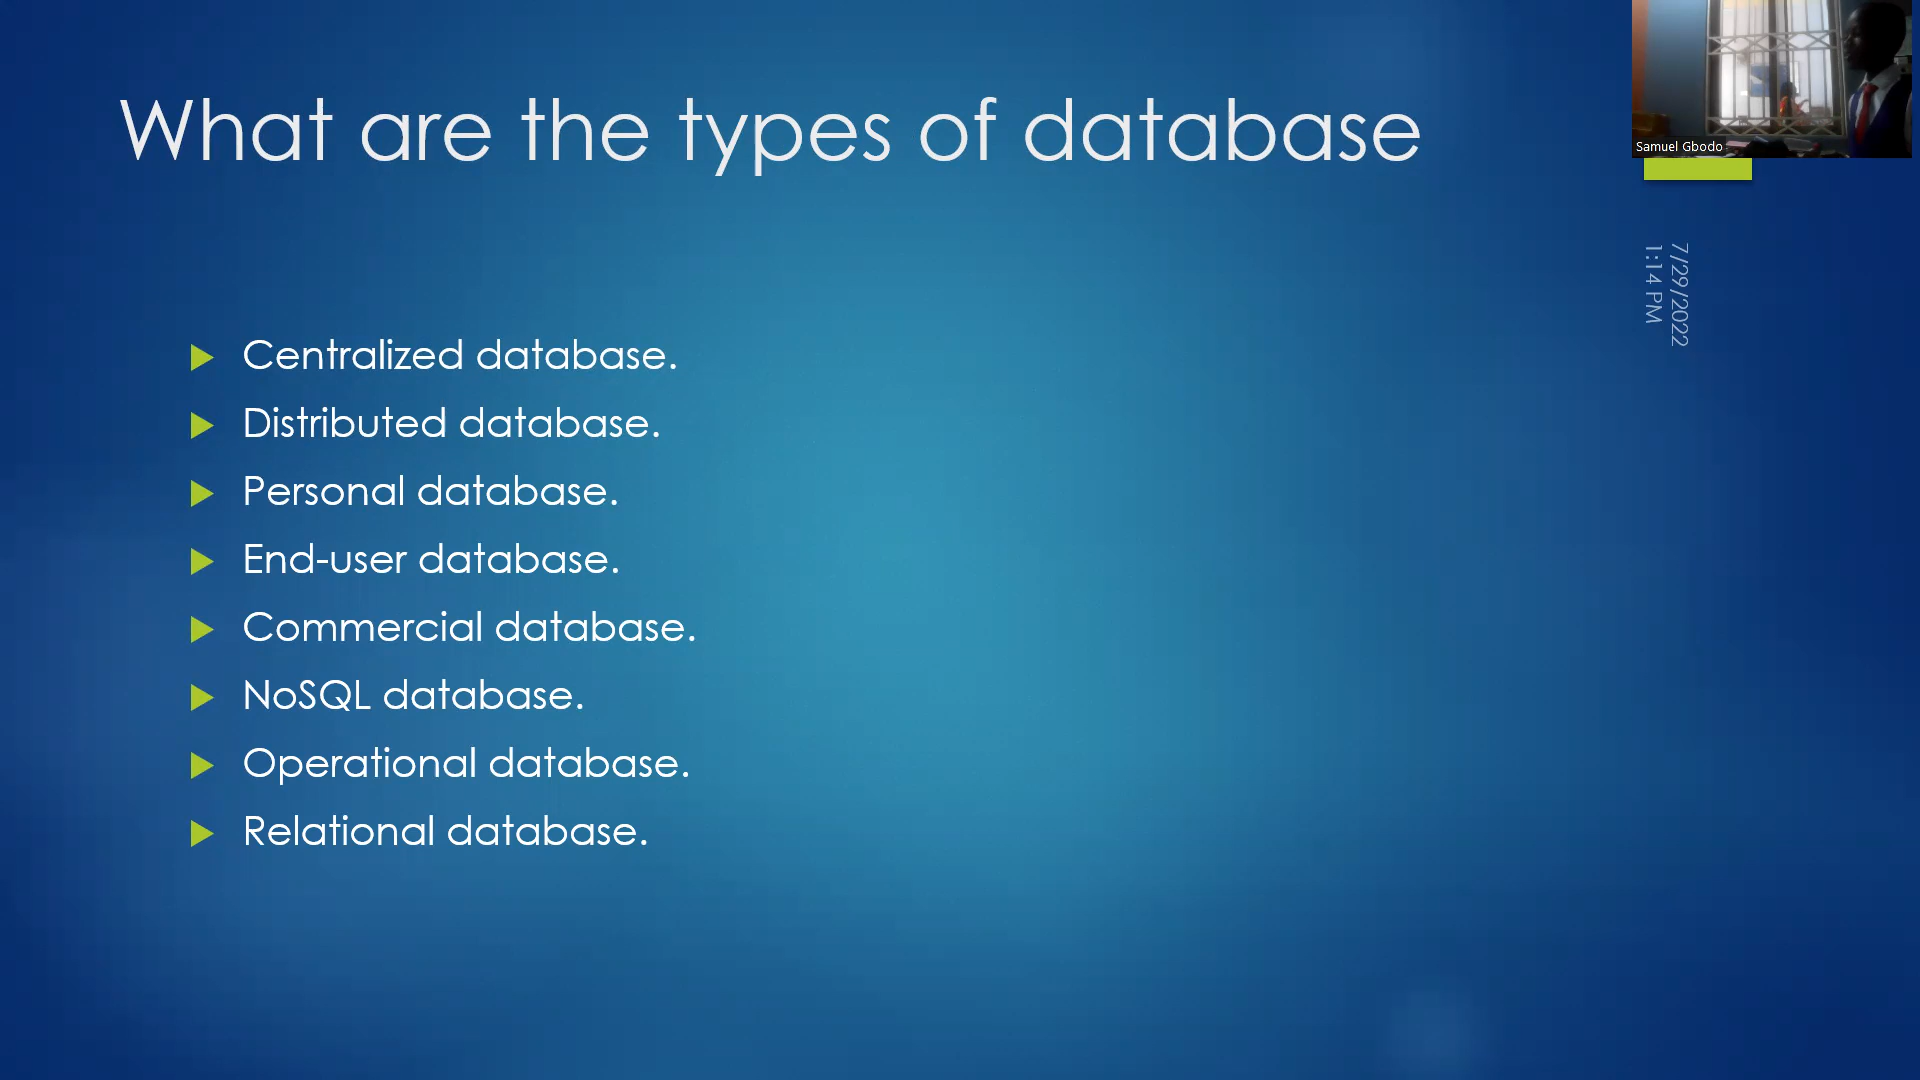 What are the types of database
Samuel Gbodo
7/29/2022
1:14 PM
Centralized database.
Distributed database.
Personal database.
End-user database.
Commercial database.
NoSQL database.
Operational database.
Relational database.